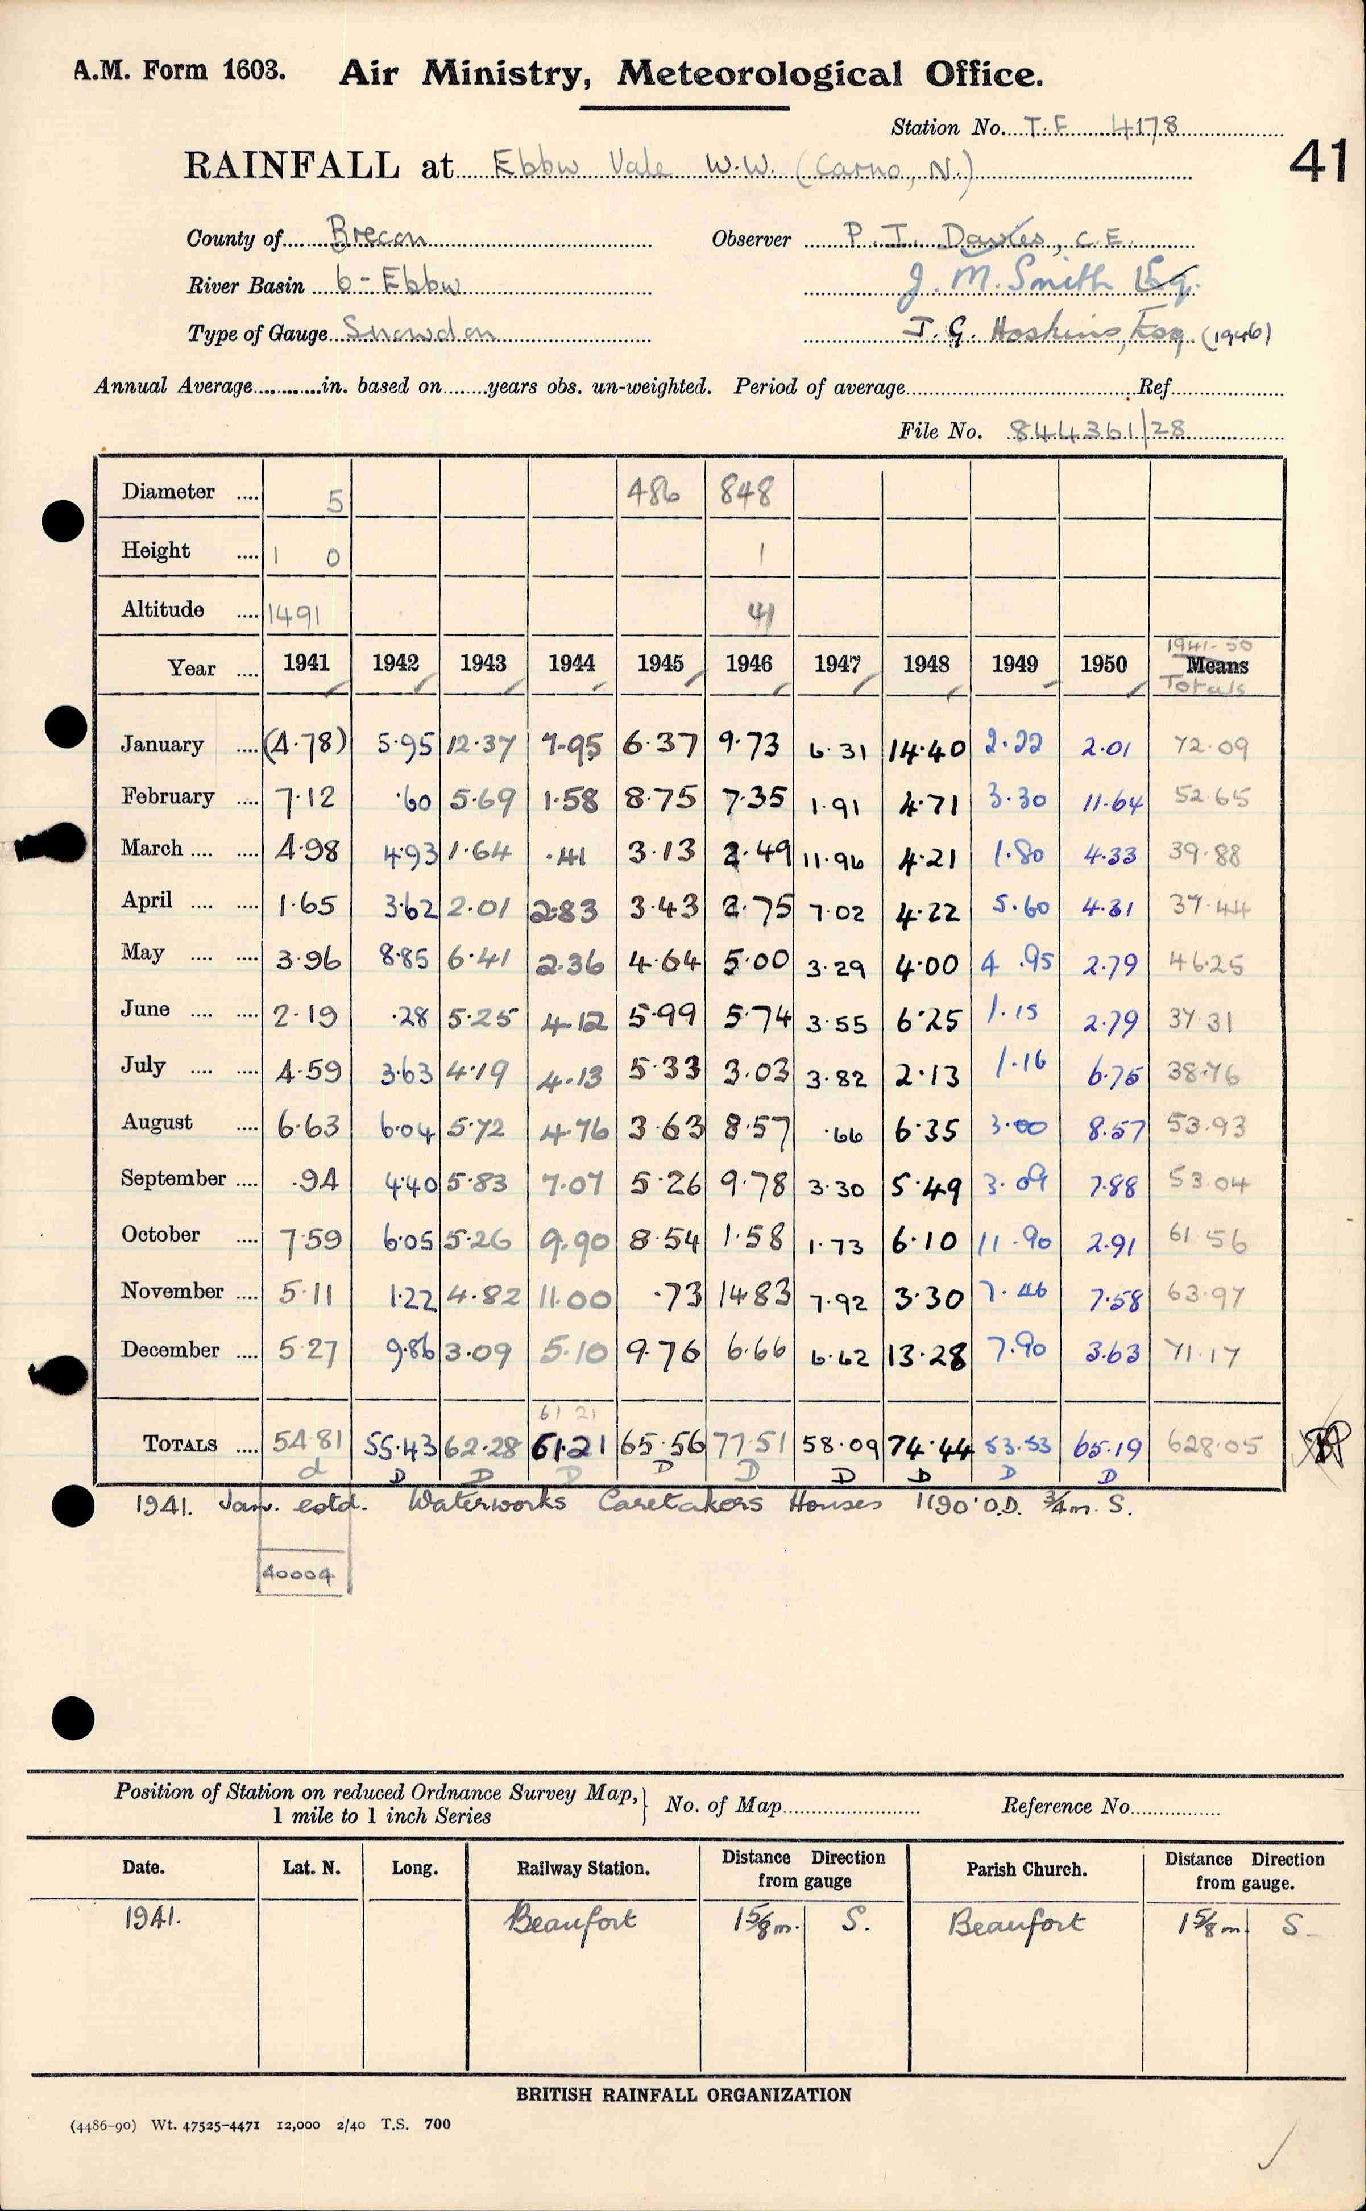 A.M. Form 1603. Air Ministry, Meteorological Office.
Station No. T.F. 4178
41
RAINFALL at Ebbw Vale W.W. (Carno, N.)
County of Brecon Observer P. I. Davies, C.E.
River Basin 6 - Ebbw J. M. Smith Esq.
Type of Gauge Snowdon J. G. Hoskins, Esq (1946)
Annual Average in. based on years obs. un-weighted. Period of average Ref
File No. 844361/28
Diameter 5 486 848
Height 1 0 1
Altitude 1491 41
1941-50
Year 1941 1942 1943 1944 1945 1946 1947 1948 1949 1950 Means
Totals
January (4.78) 5.95 12.37 7.95 6.37 9.73 6.31 14.40 2.22 2.01 72.09
February 7.12 .60 5.69 1.58 8.75 7.35 1.91 4.71 3.30 11.64 52.65
March 4.98 4.93 1.64 .41 3.13 2.49 11.96 4.21 1.80 4.33 39.88
April 1.65 3.62 2.01 2.83 3.43 2.75 7.02 4.22 5.60 4.31 37.44
May 3.96 8.85 6.41 2.36 4.64 5.00 3.29 4.00 4.95 2.79 46.25
June 2.19 .28 5.25 4.12 5.99 5.74 3.55 6.25 1.15 2.79 37.31
July 4.59 3.63 4.19 4.13 5.33 3.03 3.82 2.13 1.16 6.75 38.76
August 6.63 6.04 5.72 4.76 3.63 8.57 .66 6.35 3.00 8.57 53.93
September .94 4.40 5.83 7.07 5.26 9.78 3.30 5.49 3.09 7.88 53.04
October 7.59 6.05 5.26 9.90 8.54 1.58 1.73 6.10 11.90 2.91 61.56
November 5.11 1.22 4.82 11.00 .73 14.83 7.92 3.30 7.46 7.58 63.97
December 5.27 9.86 3.09 5.10 9.76 6.66 6.62 13.28 7.90 3.63 71.17
61 21
TOTALS 54.81 55.43 62.28 61.21 65.56 77.51 58.09 74.44 53.53 65.19 628.05
d D D D D D D D D D
1941. Jan. estd. Waterworks Caretakers Houses 1190' O.D. ¾m. S.
40004
Position of Station on reduced Ordnance Survey Map, 1 mile to 1 inch Series No. of Map Reference No.
Date. Lat. N. Long. Railway Station. Distance Direction from gauge Parish Church. Distance Direction from gauge.
1941. Beaufort 1⅝m. S. Beaufort 1⅝m S.
BRITISH RAINFALL ORGANIZATION
(4486-90) Wt. 47525-4471 12,000 2/40 T.S. 700